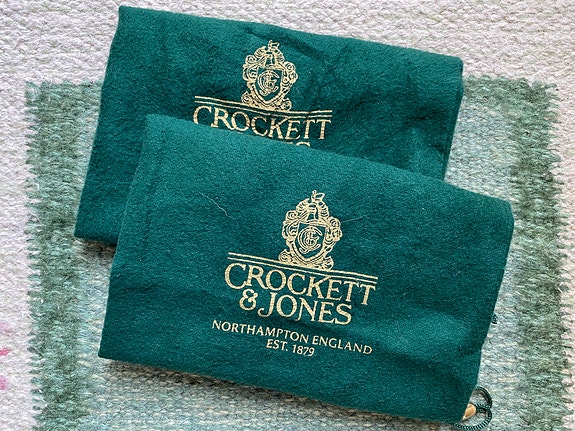 CROCKETT
CROCKETT
& JONES
NORTHAMPTON ENGLAND
EST. 1879